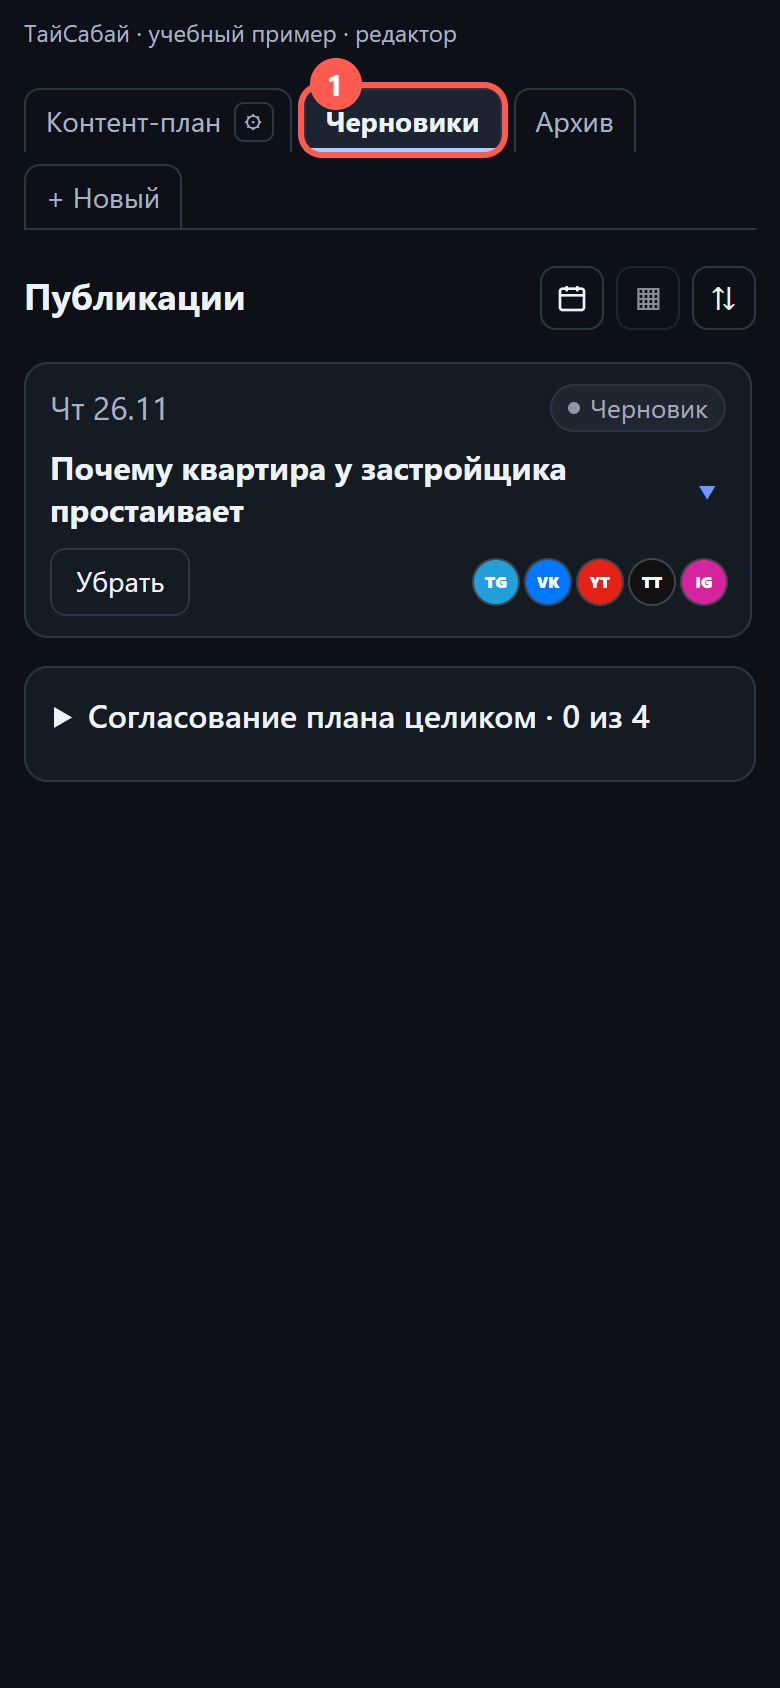 ТайСабай · учебный пример · редактор
1
Контент-план ⚙ Черновики Архив
+ Новый
Публикации
Чт 26.11 Черновик
Почему квартира у застройщика
простаивает
Убрать TG VK YT TT IG
Согласование плана целиком · 0 из 4